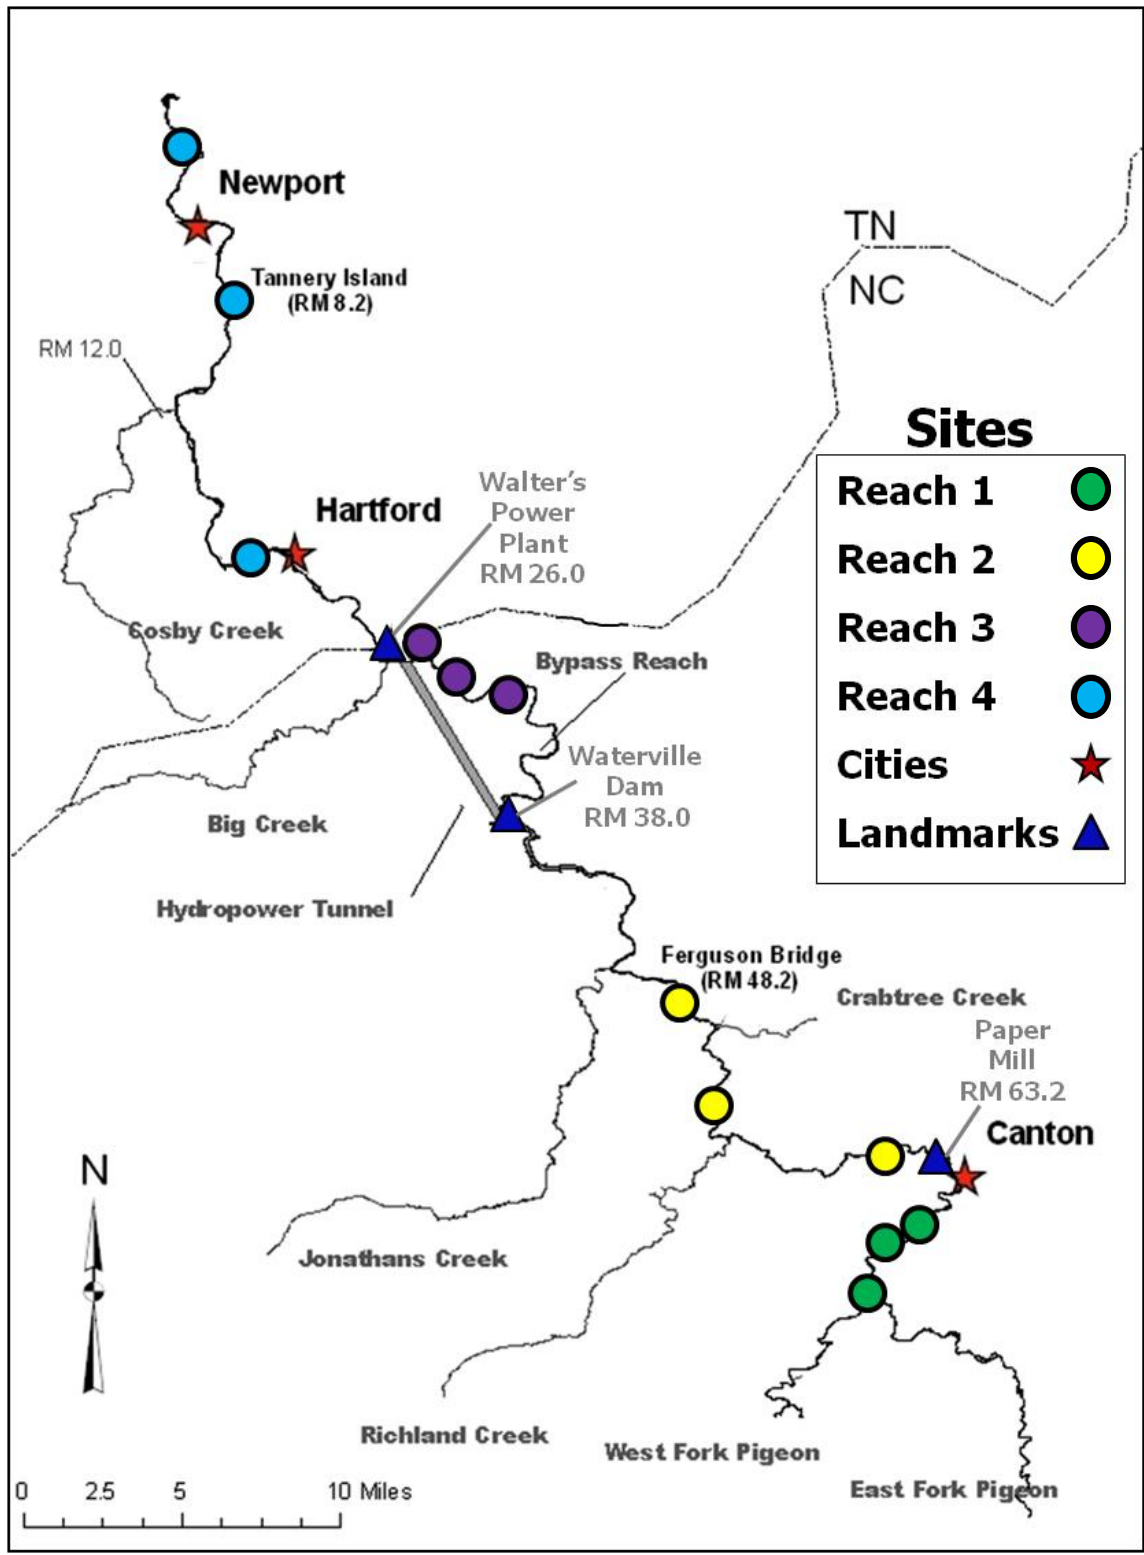 Newport
TN
NC
Tannery Island
(RM 8.2)
RM 12.0
Sites
Reach 1
Reach 2
Reach 3
Reach 4
Cities
Landmarks
Walter's
Power
Plant
RM 26.0
Hartford
Cosby Creek
Bypass Reach
Waterville
Dam
RM 38.0
Big Creek
Hydropower Tunnel
Ferguson Bridge
(RM 48.2)
Crabtree Creek
Paper
Mill
RM 63.2
Canton
N
Jonathans Creek
Richland Creek
West Fork Pigeon
East Fork Pigeon
0 2.5 5 10 Miles